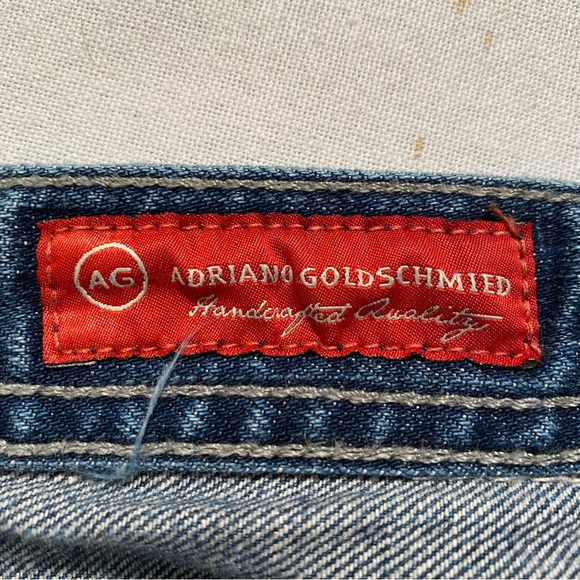 AG
ADRIANO GOLDSCHMIED
Handcrafted Quality